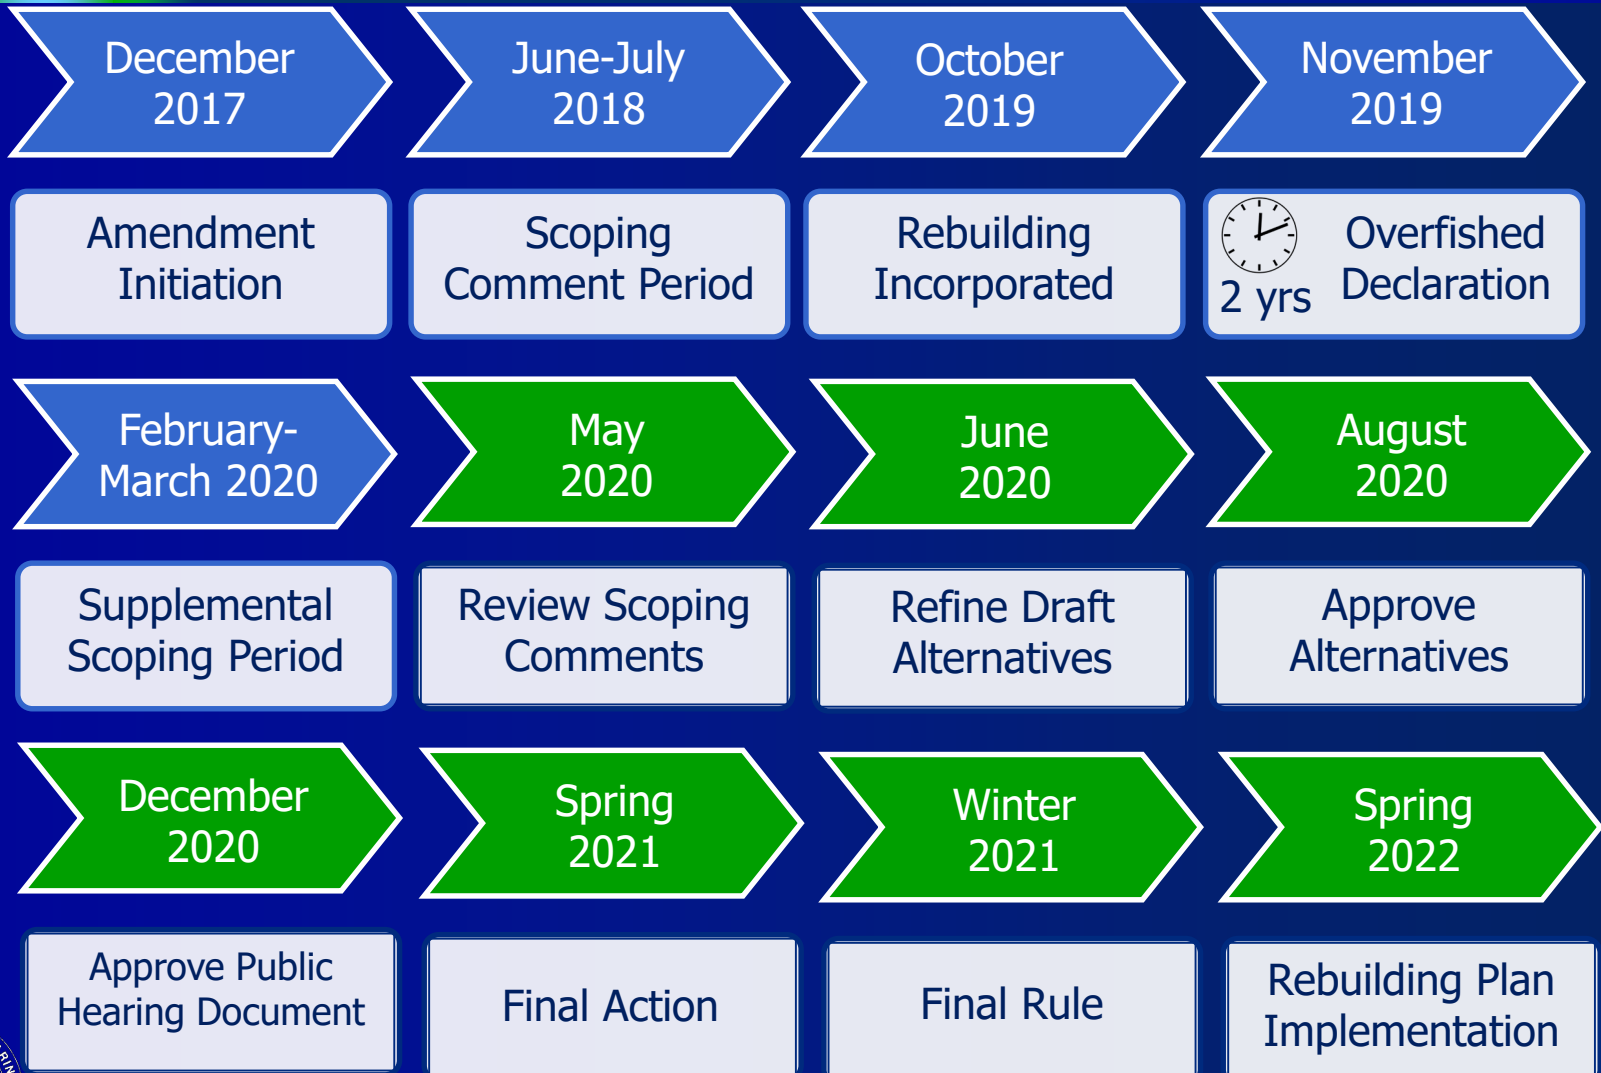 December
2017
June-July
2018
October
2019
November
2019
Amendment
Initiation
Scoping
Comment Period
Rebuilding
Incorporated
2 yrs
Overfished
Declaration
February-
March 2020
May
2020
June
2020
August
2020
Supplemental
Scoping Period
Review Scoping
Comments
Refine Draft
Alternatives
Approve
Alternatives
December
2020
Spring
2021
Winter
2021
Spring
2022
Approve Public
Hearing Document
Final Action
Final Rule
Rebuilding Plan
Implementation